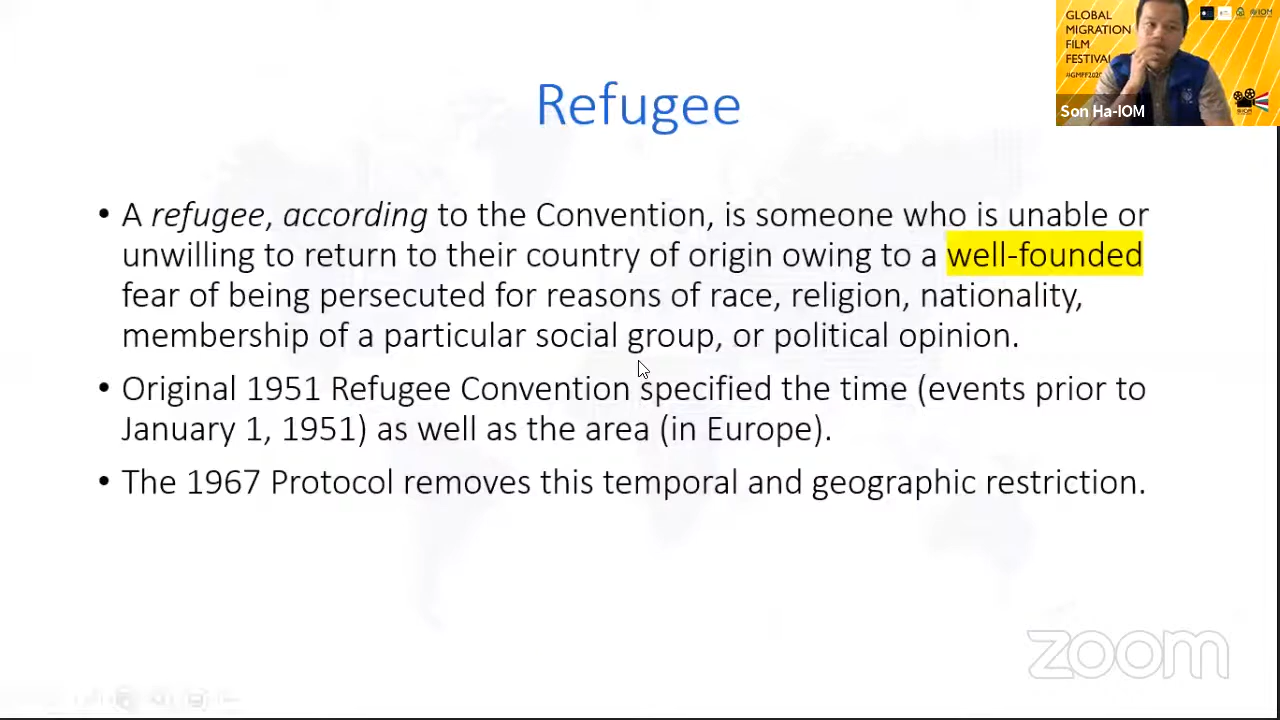 GLOBAL
MIGRATION
FILM
FESTIVAL
Son Ha-IOM
Refugee
• A refugee, according to the Convention, is someone who is unable or
unwilling to return to their country of origin owing to a well-founded
fear of being persecuted for reasons of race, religion, nationality,
membership of a particular social group, or political opinion.
• Original 1951 Refugee Convention specified the time (events prior to
January 1, 1951) as well as the area (in Europe).
• The 1967 Protocol removes this temporal and geographic restriction.
zoom